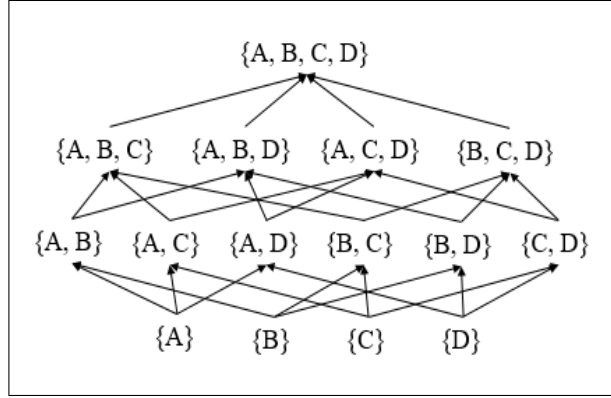 {A, B, C, D}
{A, B, C} {A, B, D} {A, C, D} {B, C, D}
{A, B} {A, C} {A, D} {B, C} {B, D} {C, D}
{A} {B} {C} {D}